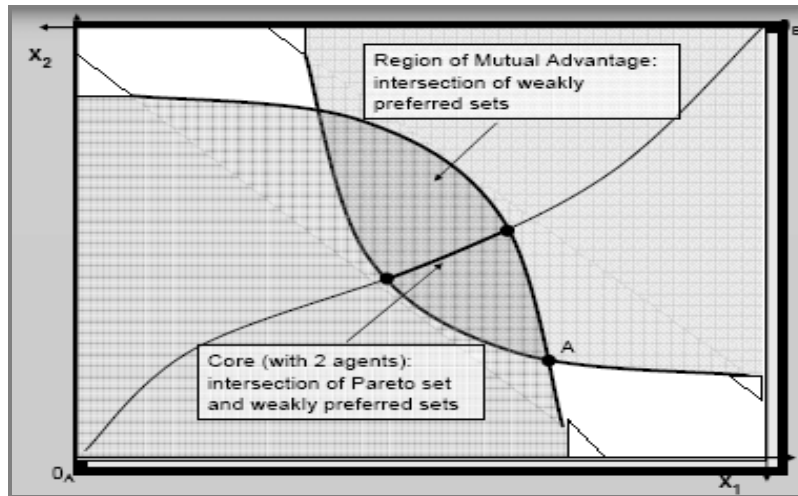 X2
Region of Mutual Advantage:
intersection of weakly
preferred sets
A
Core (with 2 agents):
intersection of Pareto set
and weakly preferred sets
0A
X1